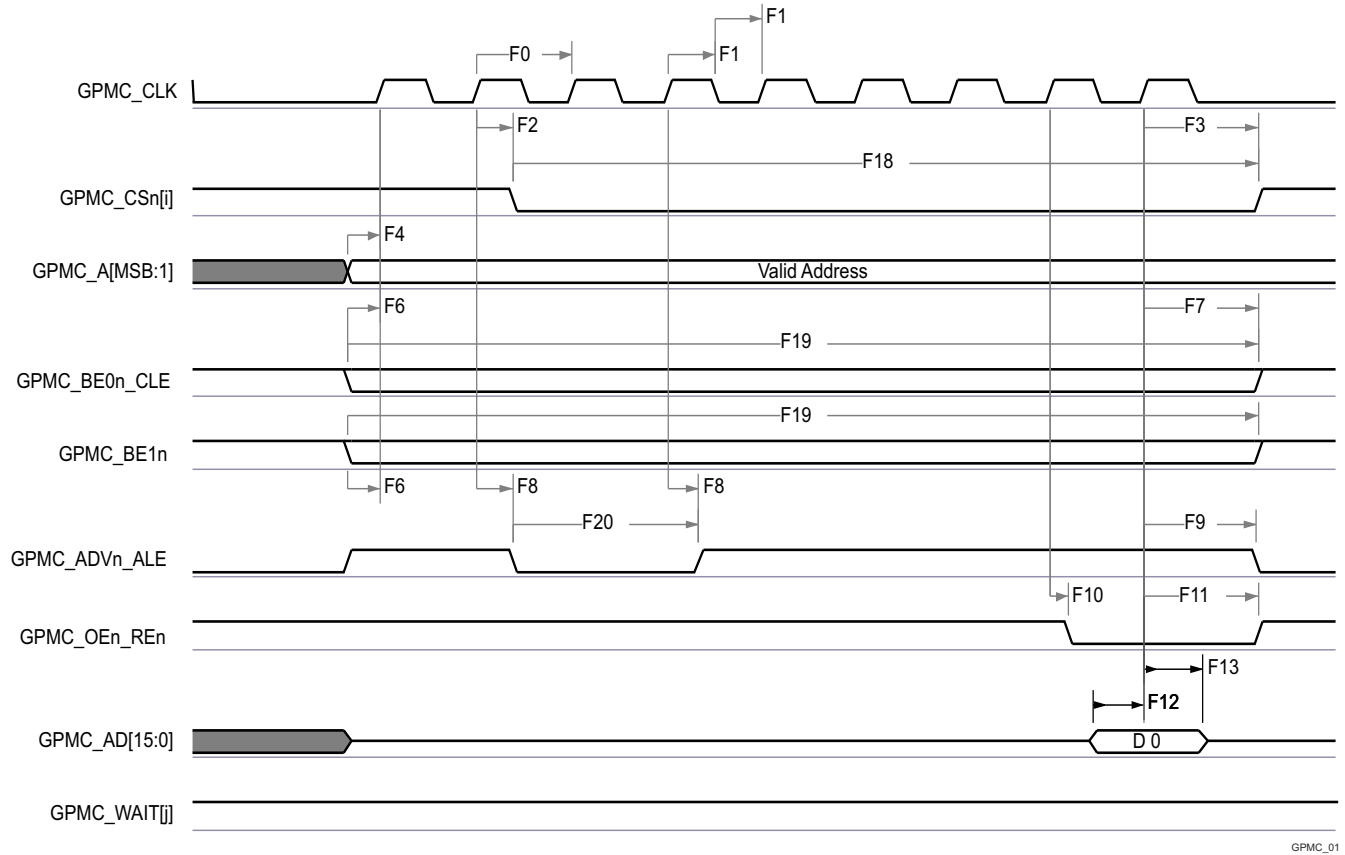 F1
F0
F1
GPMC_CLK
F2
F3
F18
GPMC_CSn[i]
F4
GPMC_A[MSB:1]
Valid Address
F6
F7
F19
GPMC_BE0n_CLE
F19
GPMC_BE1n
F6
F8
F8
F20
F9
GPMC_ADVn_ALE
F10
F11
GPMC_OEn_REn
F13
F12
GPMC_AD[15:0]
D 0
GPMC_WAIT[j]
GPMC_01